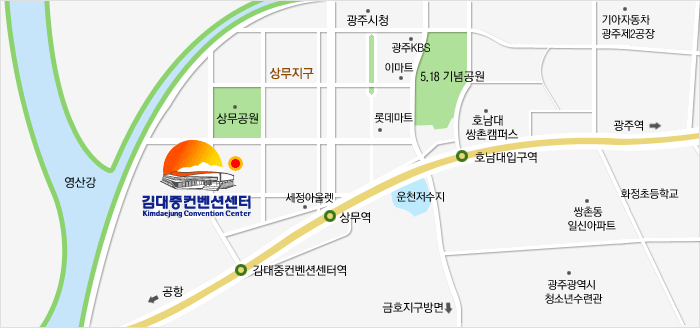 광주시청
기아자동차
광주제2공장
광주KBS
이마트
상무지구
5.18 기념공원
상무공원
롯데마트
호남대
쌍촌캠퍼스
광주역
호남대입구역
영산강
김대중컨벤션센터
Kimdaejung Convention Center
세정아울렛
운천저수지
화정초등학교
상무역
쌍촌동
일신아파트
김대중컨벤션센터역
공항
광주광역시
청소년수련관
금호지구방면